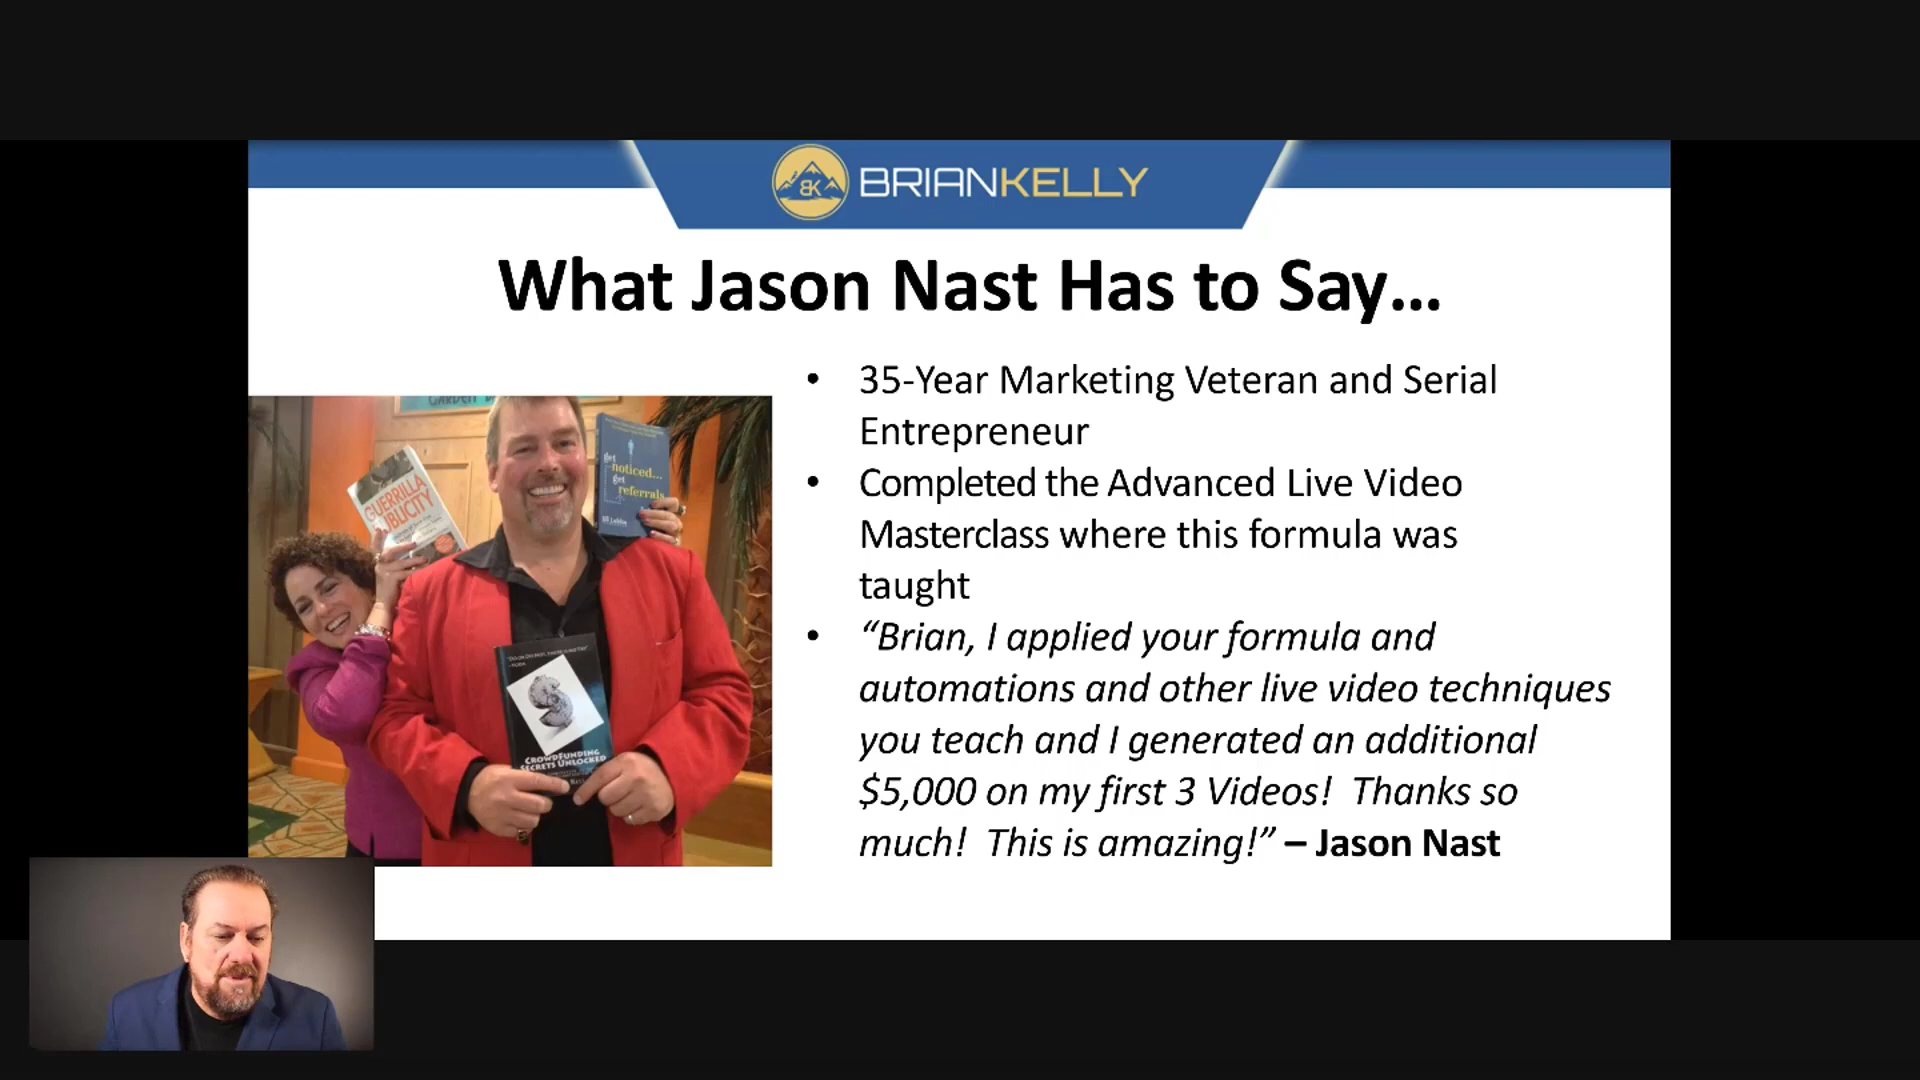 BK BRIANKELLY
What Jason Nast Has to Say...
• 35-Year Marketing Veteran and Serial
Entrepreneur
• Completed the Advanced Live Video
Masterclass where this formula was
taught
• “Brian, I applied your formula and
automations and other live video techniques
you teach and I generated an additional
$5,000 on my first 3 Videos!  Thanks so
much!  This is amazing!” – Jason Nast
GARDEN
GUERRILLA
PUBLICITY
get
noticed...
get
referrals
CROWDFUNDING
SECRETS UNLOCKED